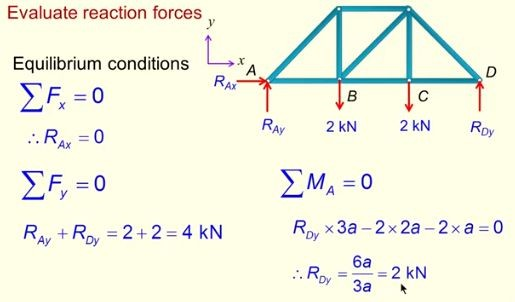 Evaluate reaction forces
y
x
Equilibrium conditions
∑F_x = 0
∴ R_Ax = 0
∑F_y = 0
R_Ay + R_Dy = 2 + 2 = 4 kN
R_Ax
A
B
C
D
R_Ay
2 kN
2 kN
R_Dy
∑M_A = 0
R_Dy × 3a − 2 × 2a − 2 × a = 0
∴ R_Dy = 6a/3a = 2 kN